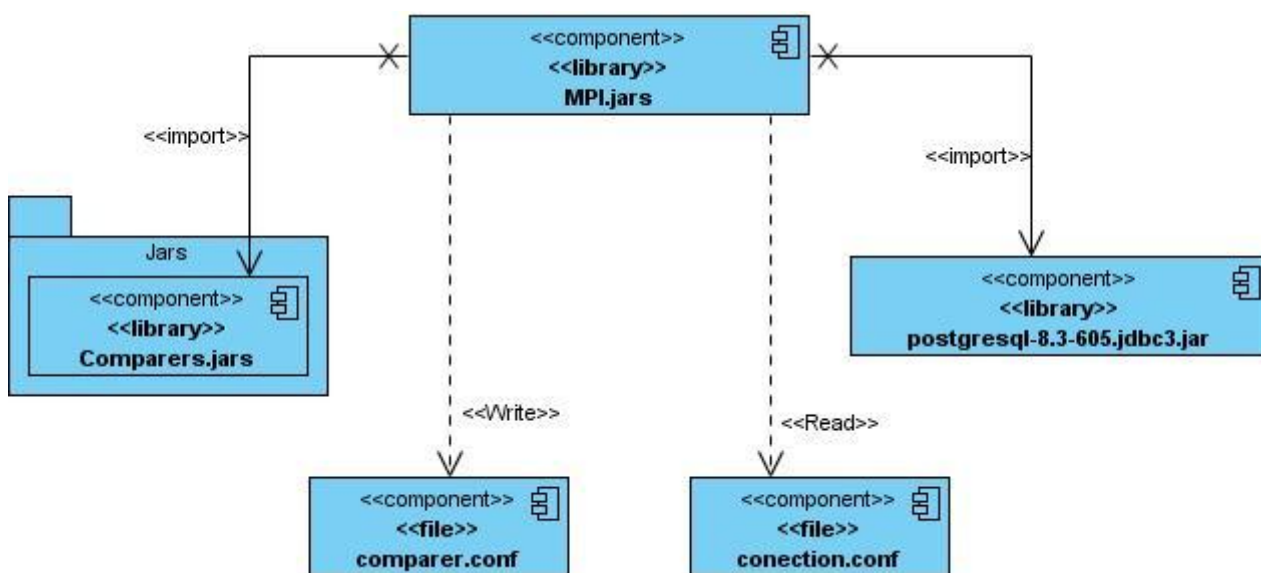 <<component>>
<<library>>
MPI.jars
<<import>>
<<import>>
Jars
<<component>>
<<library>>
Comparers.jars
<<component>>
<<library>>
postgresql-8.3-605.jdbc3.jar
<<Write>>
<<Read>>
<<component>>
<<file>>
comparer.conf
<<component>>
<<file>>
conection.conf